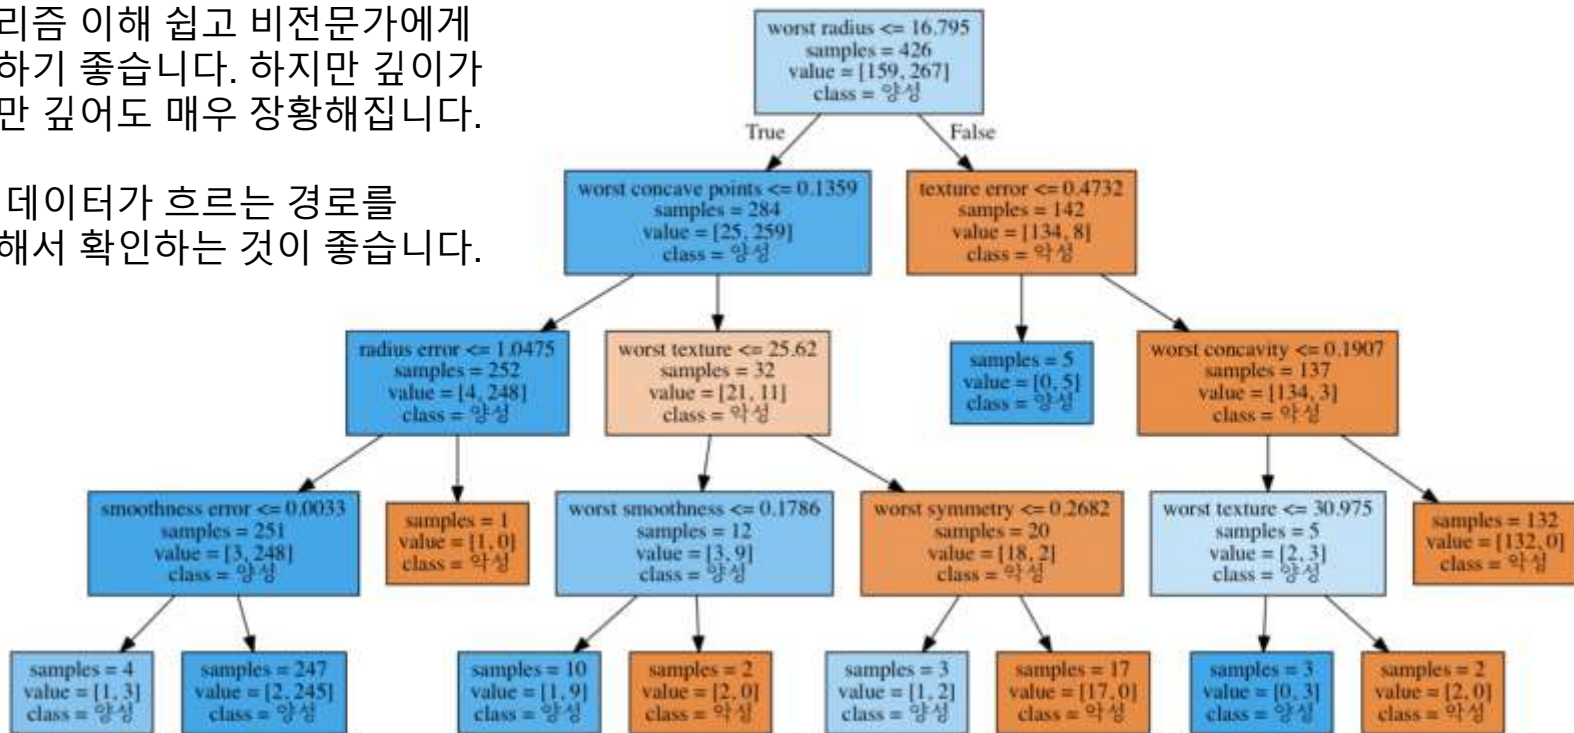 리즘 이해 쉽고 비전문가에게
하기 좋습니다. 하지만 깊이가
만 깊어도 매우 장황해집니다.
데이터가 흐르는 경로를
해서 확인하는 것이 좋습니다.
worst radius <= 16.795
samples = 426
value = [159, 267]
class = 양성
True
False
worst concave points <= 0.1359
samples = 284
value = [25, 259]
class = 양성
texture error <= 0.4732
samples = 142
value = [134, 8]
class = 악성
radius error <= 1.0475
samples = 252
value = [4, 248]
class = 양성
worst texture <= 25.62
samples = 32
value = [21, 11]
class = 악성
samples = 5
value = [0, 5]
class = 양성
worst concavity <= 0.1907
samples = 137
value = [134, 3]
class = 악성
smoothness error <= 0.0033
samples = 251
value = [3, 248]
class = 양성
samples = 1
value = [1, 0]
class = 악성
worst smoothness <= 0.1786
samples = 12
value = [3, 9]
class = 양성
worst symmetry <= 0.2682
samples = 20
value = [18, 2]
class = 악성
worst texture <= 30.975
samples = 5
value = [2, 3]
class = 양성
samples = 132
value = [132, 0]
class = 악성
samples = 4
value = [1, 3]
class = 양성
samples = 247
value = [2, 245]
class = 양성
samples = 10
value = [1, 9]
class = 양성
samples = 2
value = [2, 0]
class = 악성
samples = 3
value = [1, 2]
class = 양성
samples = 17
value = [17, 0]
class = 악성
samples = 3
value = [0, 3]
class = 양성
samples = 2
value = [2, 0]
class = 악성